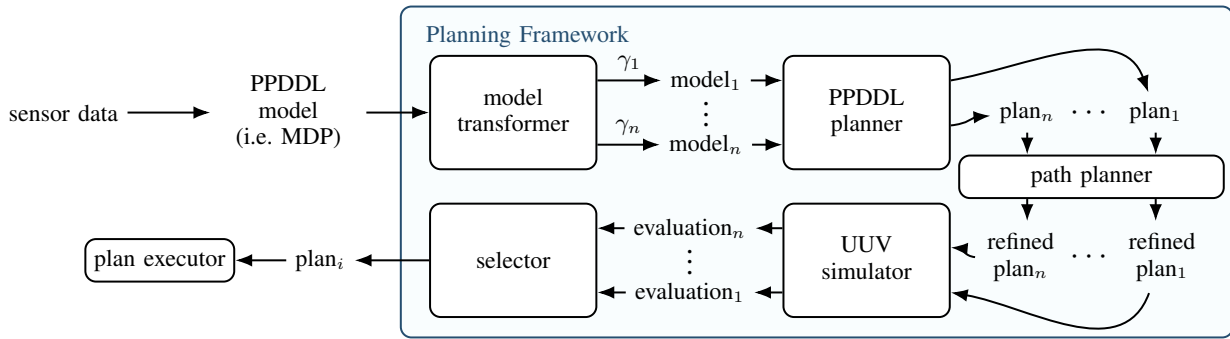 Planning Framework
sensor data
PPDDL
model
(i.e. MDP)
model
transformer
γ₁
γₙ
model₁
⋮
modelₙ
PPDDL
planner
planₙ
· · ·
plan₁
path planner
refined
planₙ
· · ·
refined
plan₁
UUV
simulator
evaluationₙ
⋮
evaluation₁
selector
planᵢ
plan executor